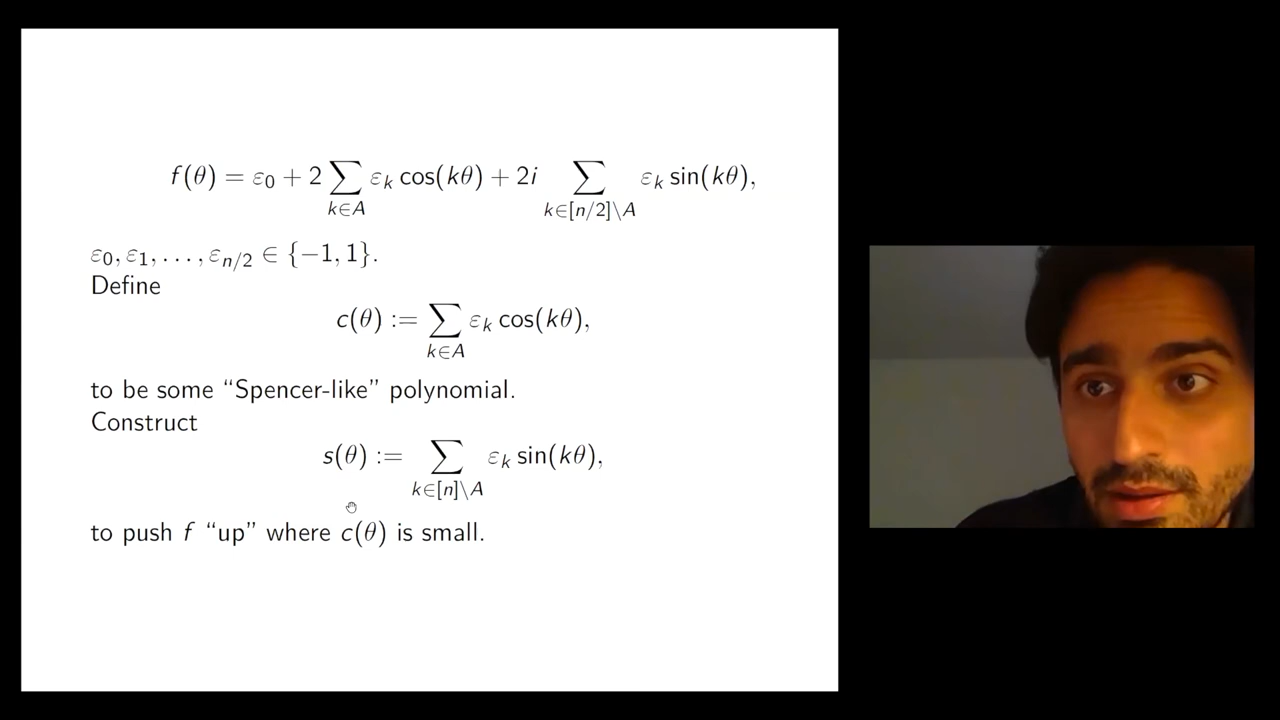 f(θ) = ε₀ + 2 ∑_{k∈A} ε_k cos(kθ) + 2i ∑_{k∈[n/2]\A} ε_k sin(kθ),
ε₀, ε₁, . . . , ε_{n/2} ∈ {−1, 1}.
Define
c(θ) := ∑_{k∈A} ε_k cos(kθ),
to be some “Spencer-like” polynomial.
Construct
s(θ) := ∑_{k∈[n]\A} ε_k sin(kθ),
to push f “up” where c(θ) is small.